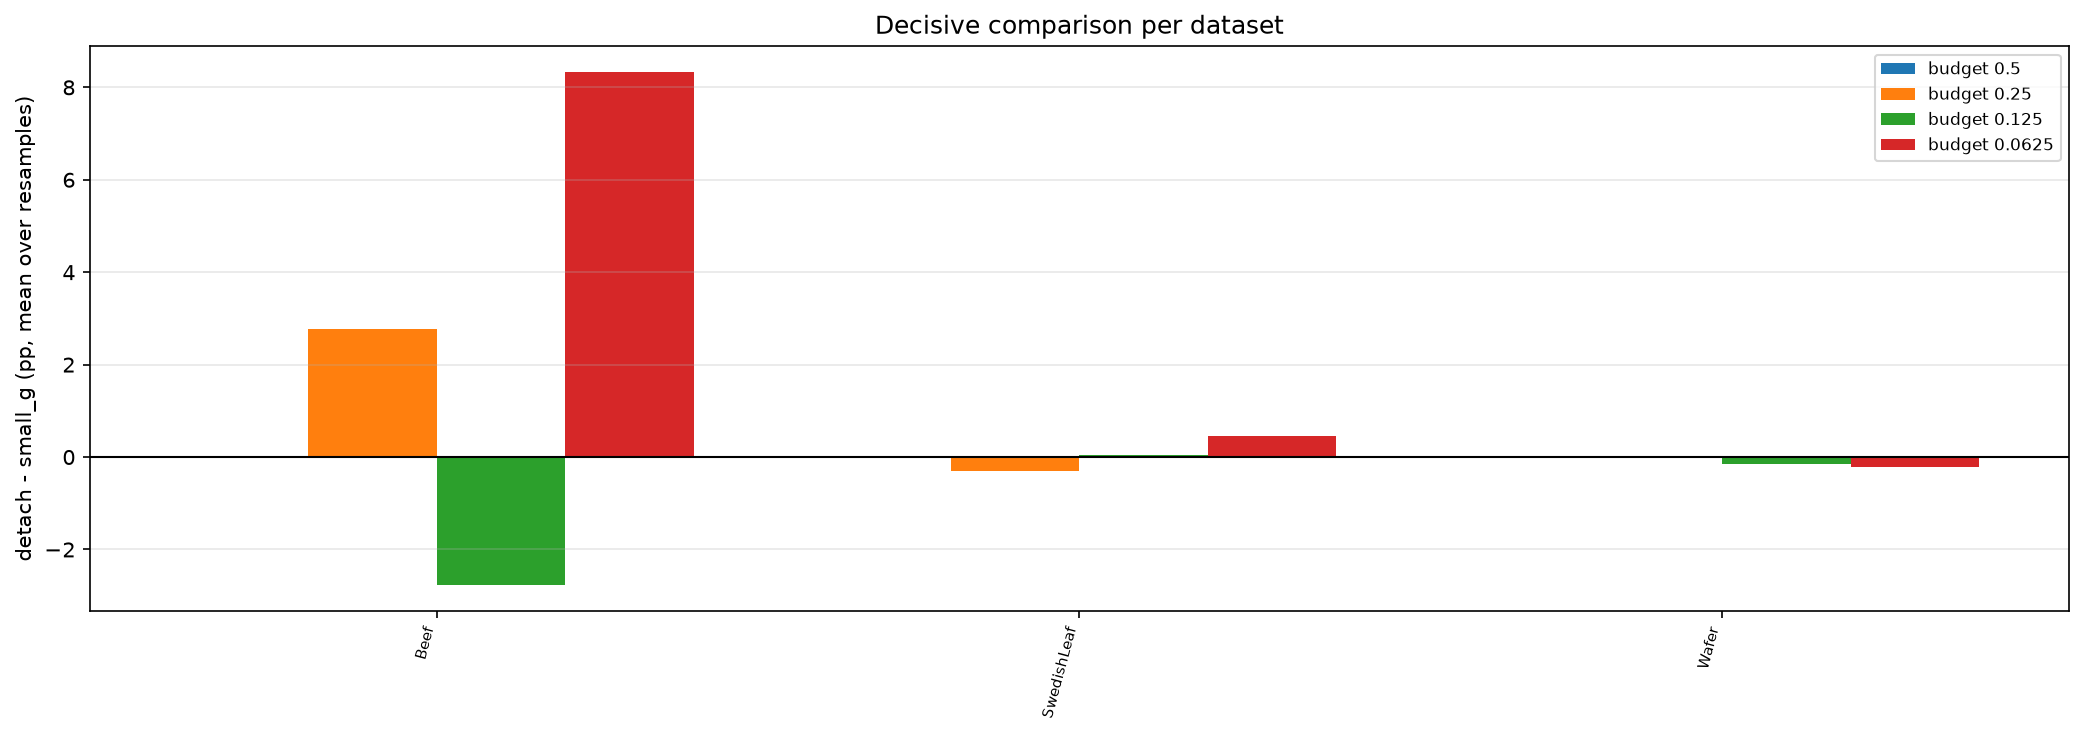 Decisive comparison per dataset
detach - small_g (pp, mean over resamples)
8
6
4
2
0
−2
budget 0.5
budget 0.25
budget 0.125
budget 0.0625
Beef
SwedishLeaf
Wafer